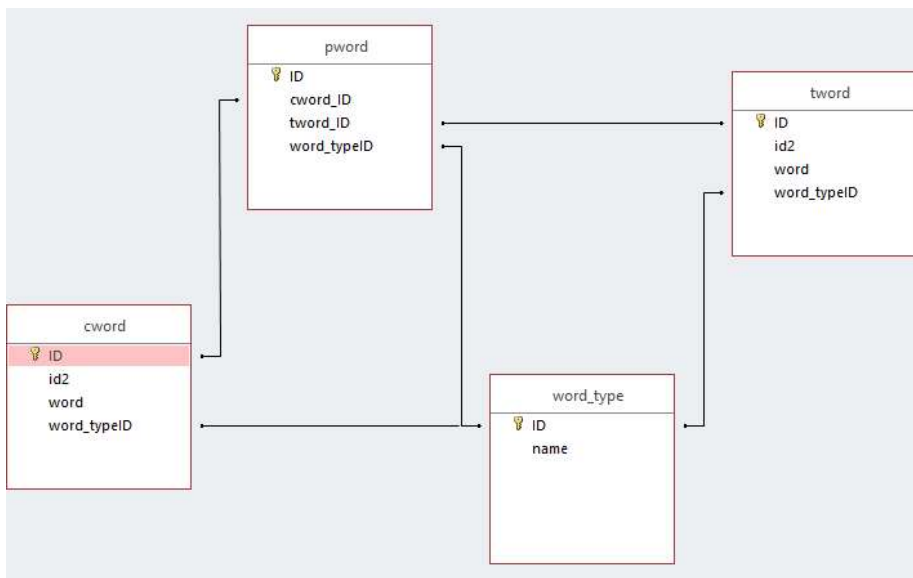 pword
ID
cword_ID
tword_ID
word_typeID
tword
ID
id2
word
word_typeID
cword
ID
id2
word
word_typeID
word_type
ID
name